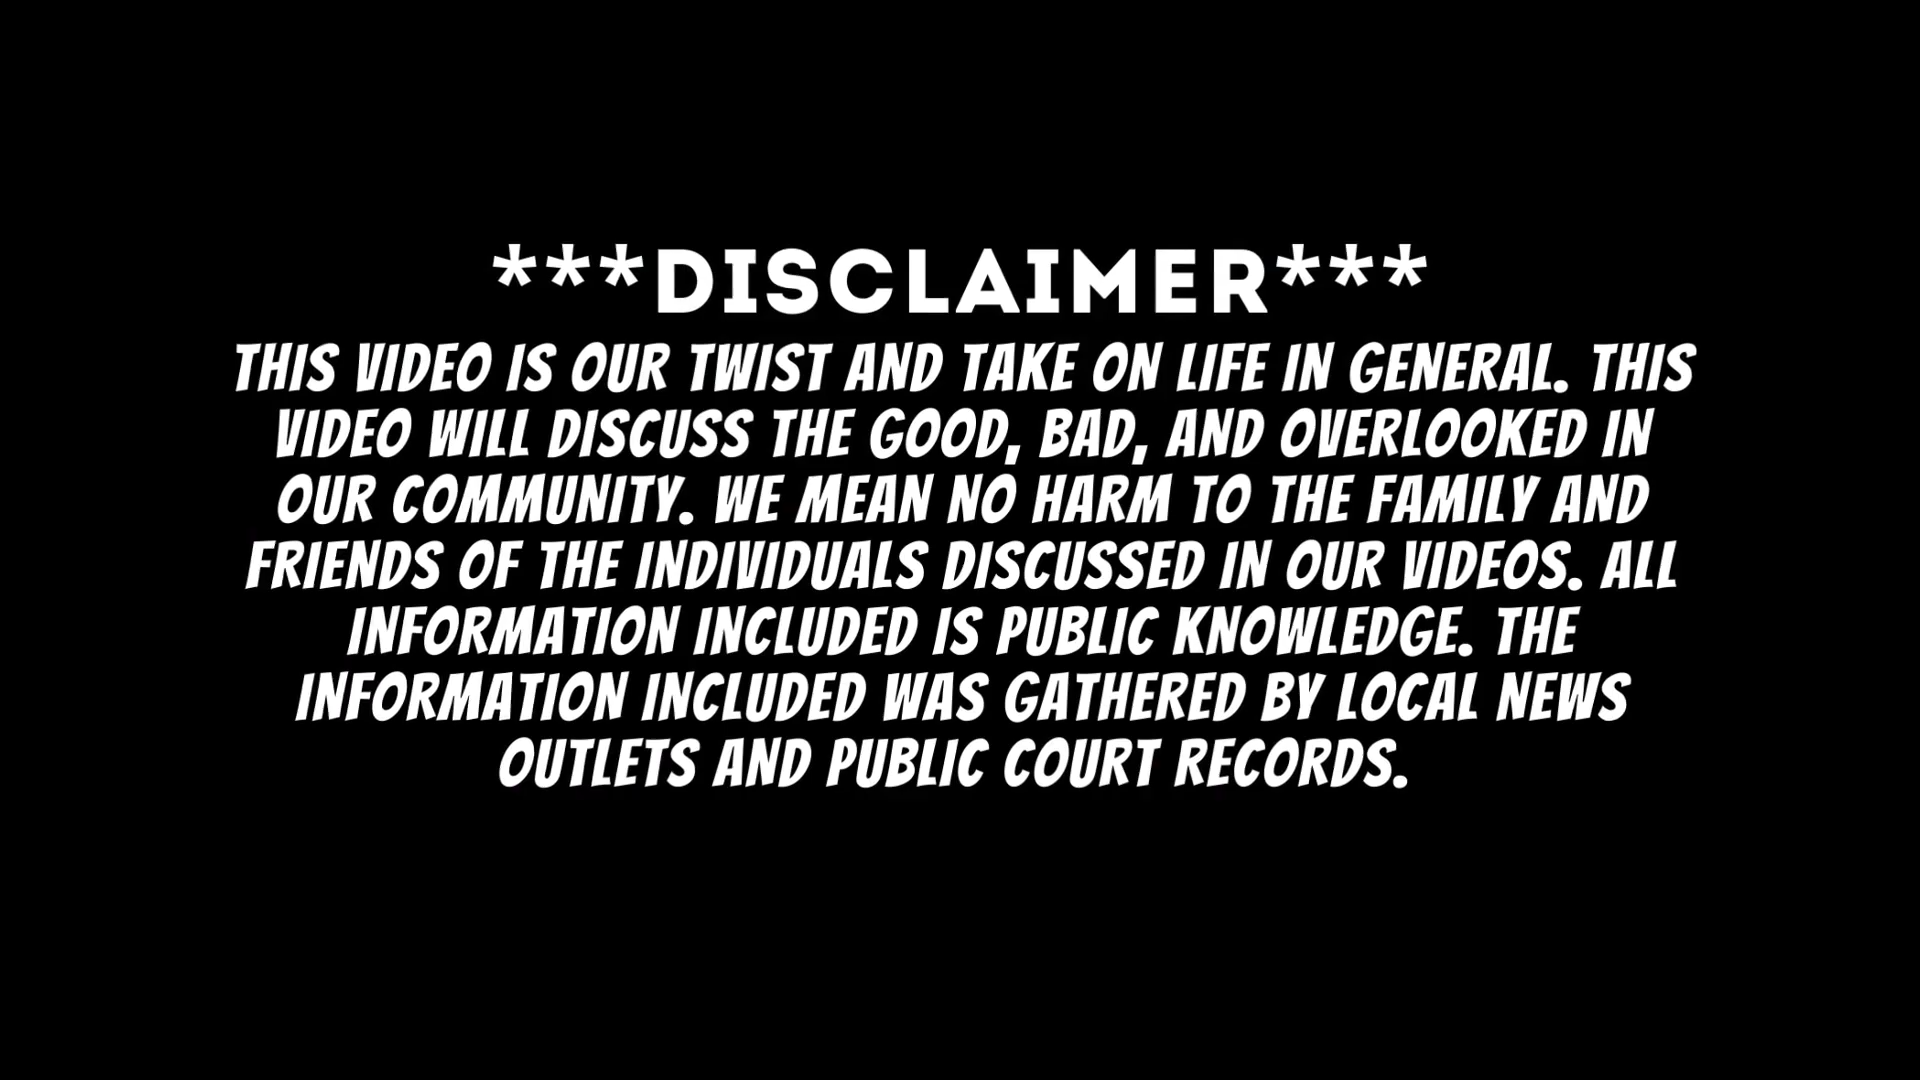 ***DISCLAIMER***
THIS VIDEO IS OUR TWIST AND TAKE ON LIFE IN GENERAL. THIS
VIDEO WILL DISCUSS THE GOOD, BAD, AND OVERLOOKED IN
OUR COMMUNITY. WE MEAN NO HARM TO THE FAMILY AND
FRIENDS OF THE INDIVIDUALS DISCUSSED IN OUR VIDEOS. ALL
INFORMATION INCLUDED IS PUBLIC KNOWLEDGE. THE
INFORMATION INCLUDED WAS GATHERED BY LOCAL NEWS
OUTLETS AND PUBLIC COURT RECORDS.